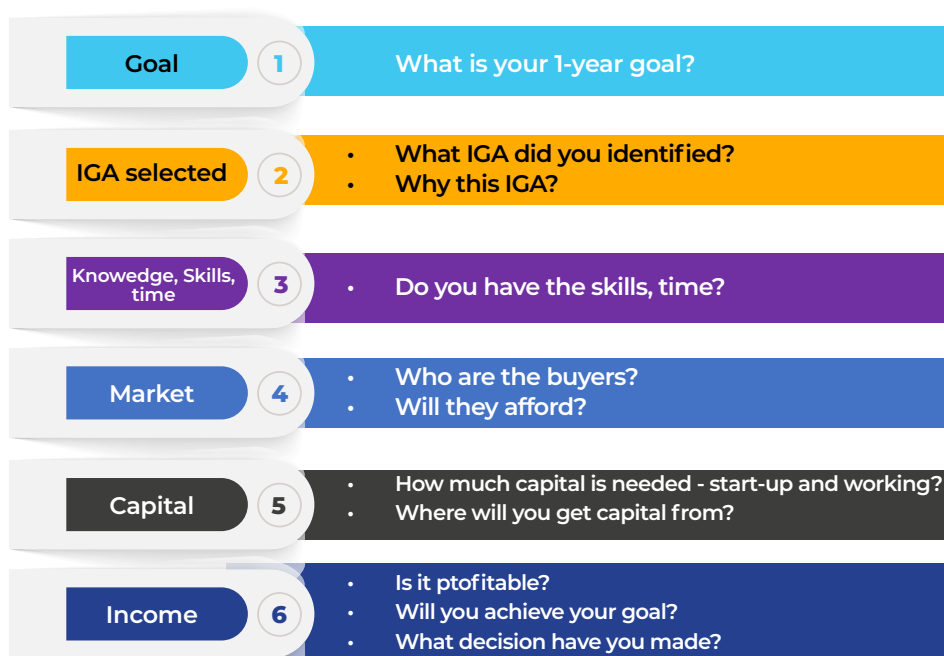 Goal
1
What is your 1-year goal?
IGA selected
2
• What IGA did you identified?
• Why this IGA?
Knowedge, Skills,
time
3
• Do you have the skills, time?
Market
4
• Who are the buyers?
• Will they afford?
Capital
5
• How much capital is needed - start-up and working?
• Where will you get capital from?
Income
6
• Is it ptofitable?
• Will you achieve your goal?
• What decision have you made?